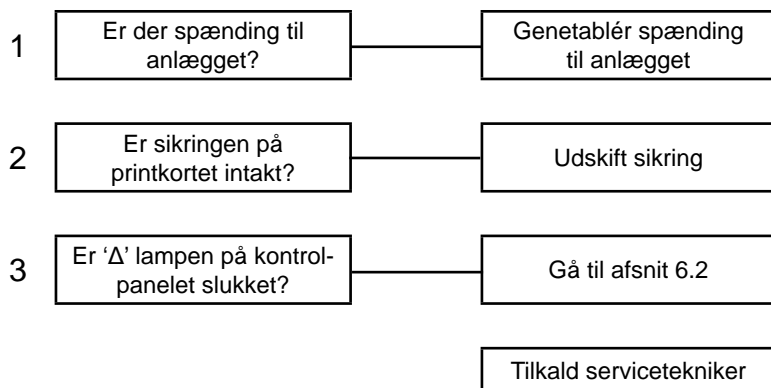 1
Er der spænding til
anlægget?
Genetablér spænding
til anlægget
2
Er sikringen på
printkortet intakt?
Udskift sikring
3
Er ‘Δ’ lampen på kontrol-
panelet slukket?
Gå til afsnit 6.2
Tilkald servicetekniker